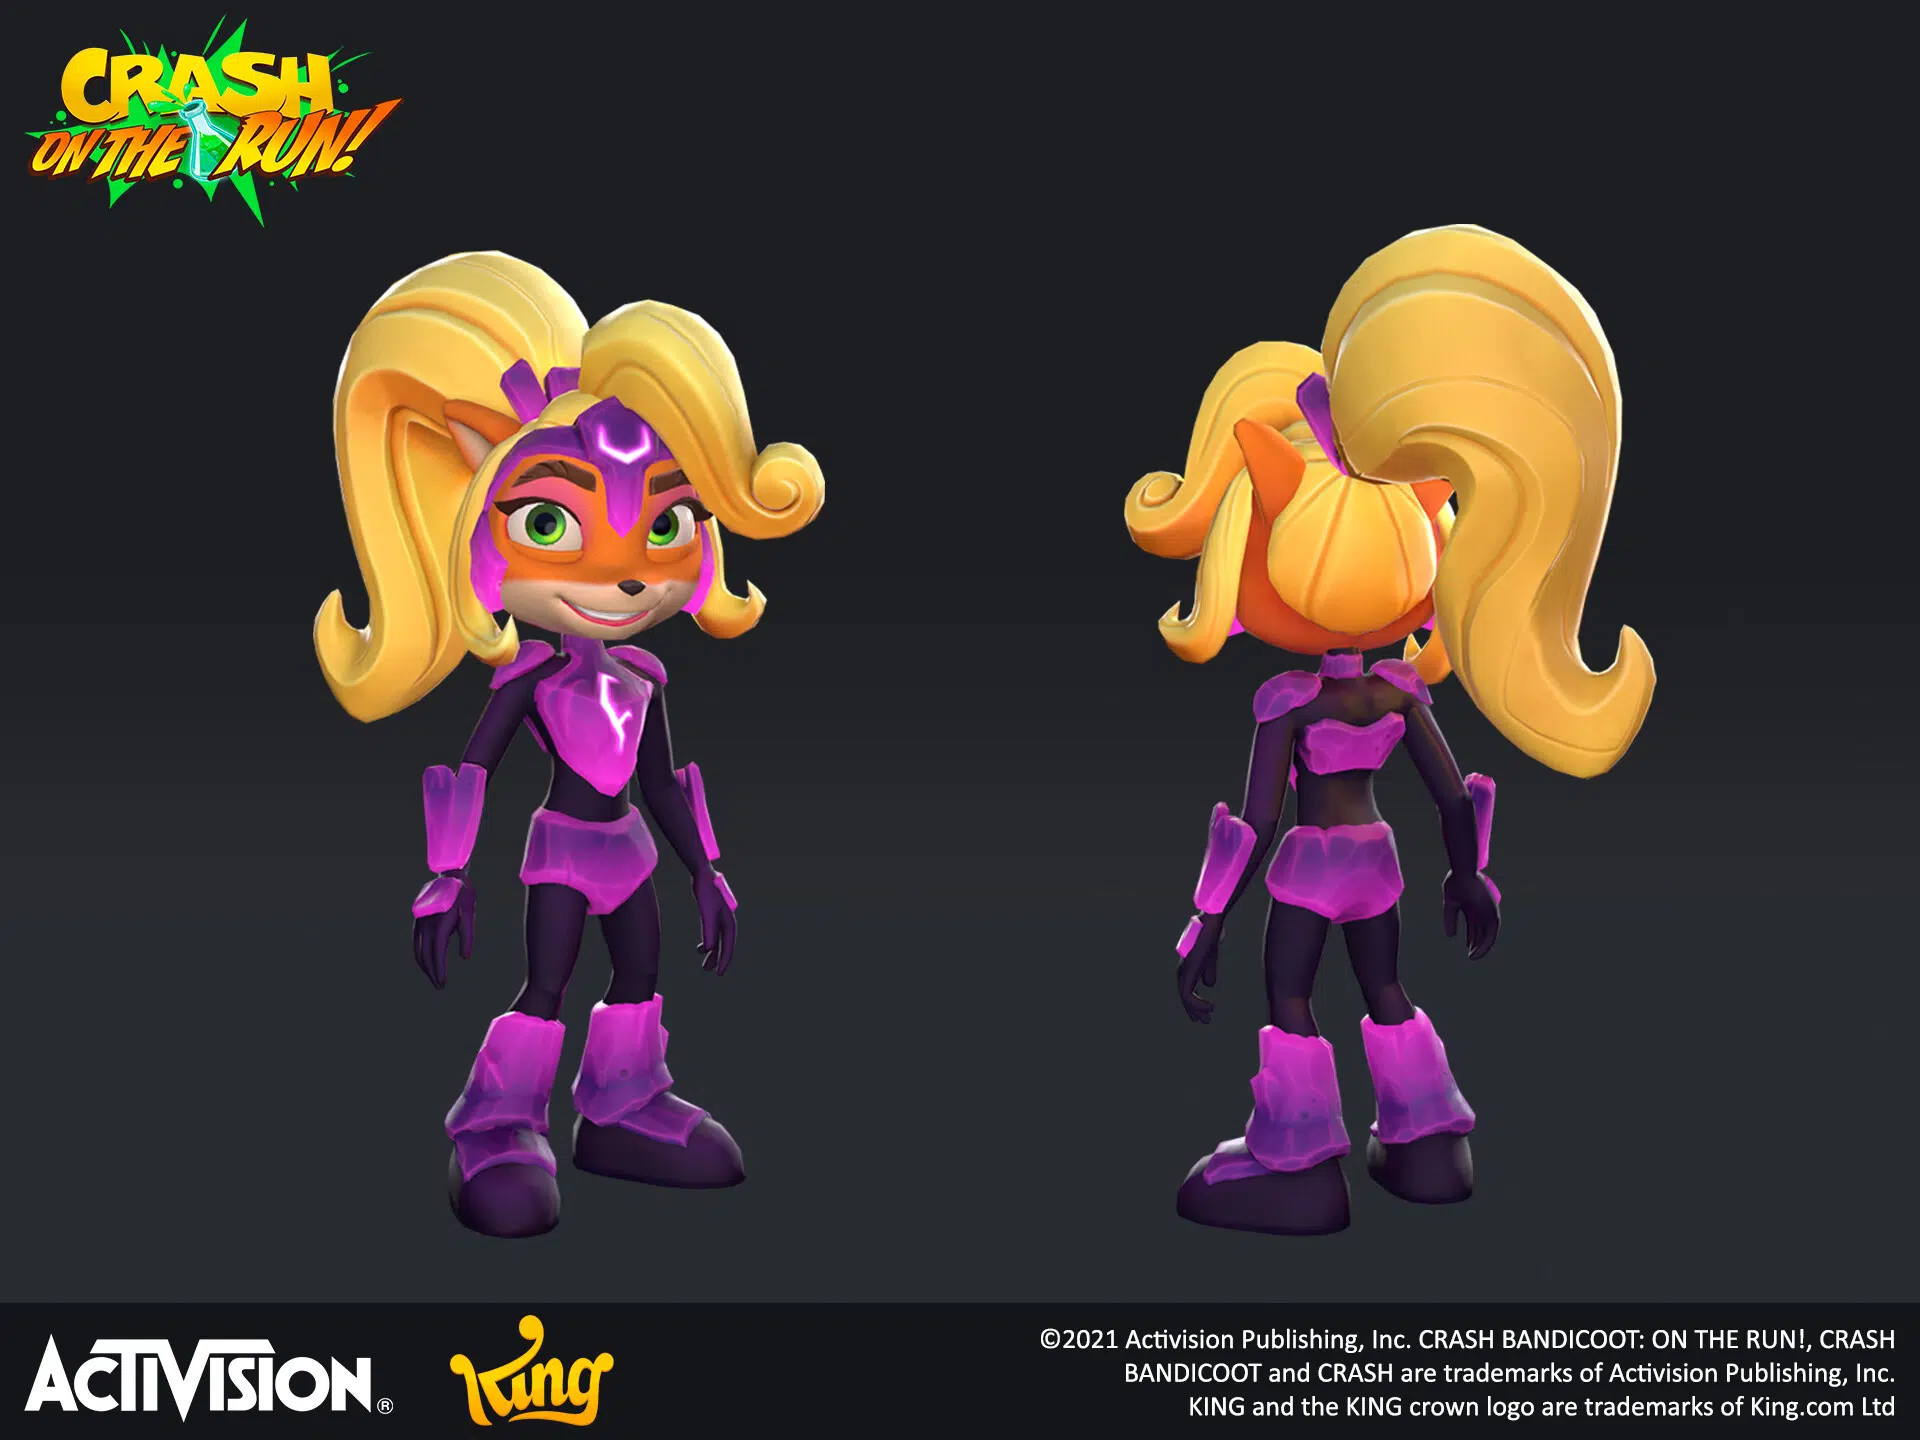 CRASH
ON THE RUN!
ACTIVISION®
King
©2021 Activision Publishing, Inc. CRASH BANDICOOT: ON THE RUN!, CRASH
BANDICOOT and CRASH are trademarks of Activision Publishing, Inc.
KING and the KING crown logo are trademarks of King.com Ltd